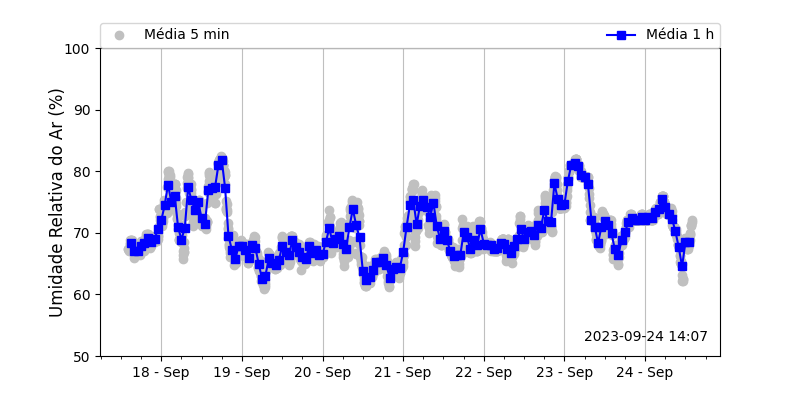 Média 5 min
Média 1 h
Umidade Relativa do Ar (%)
100
90
80
70
60
50
2023-09-24 14:07
18 - Sep
19 - Sep
20 - Sep
21 - Sep
22 - Sep
23 - Sep
24 - Sep